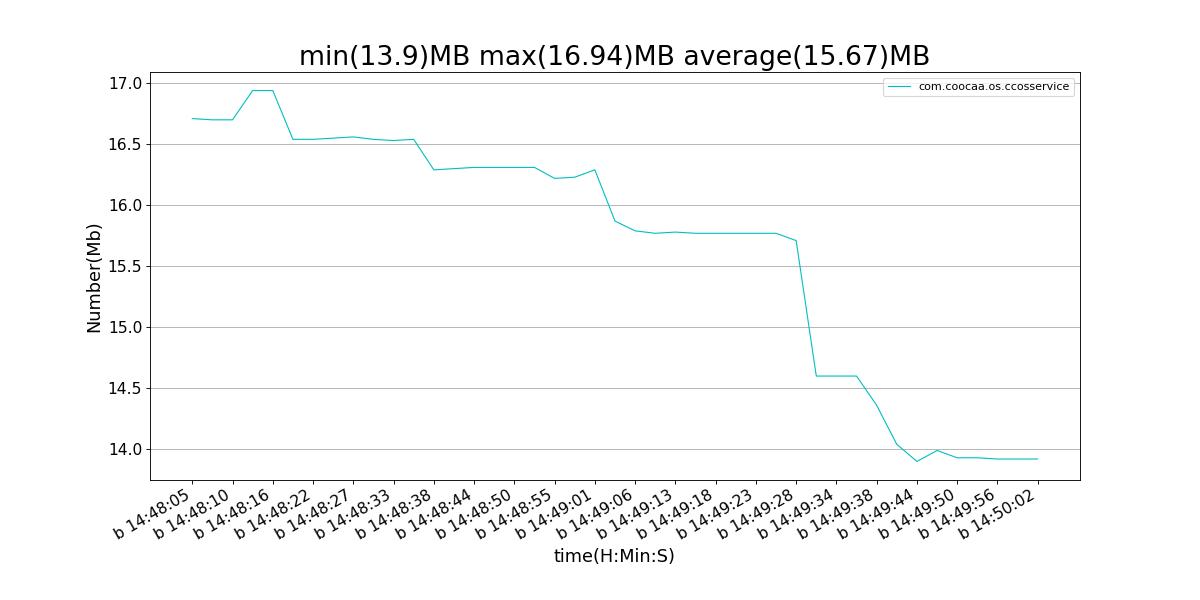 min(13.9)MB max(16.94)MB average(15.67)MB
com.coocaa.os.ccosservice
17.0
16.5
16.0
15.5
15.0
14.5
14.0
Number(Mb)
b 14:48:05
b 14:48:10
b 14:48:16
b 14:48:22
b 14:48:27
b 14:48:33
b 14:48:38
b 14:48:44
b 14:48:50
b 14:48:55
b 14:49:01
b 14:49:06
b 14:49:13
b 14:49:18
b 14:49:23
b 14:49:28
b 14:49:34
b 14:49:38
b 14:49:44
b 14:49:50
b 14:49:56
b 14:50:02
time(H:Min:S)